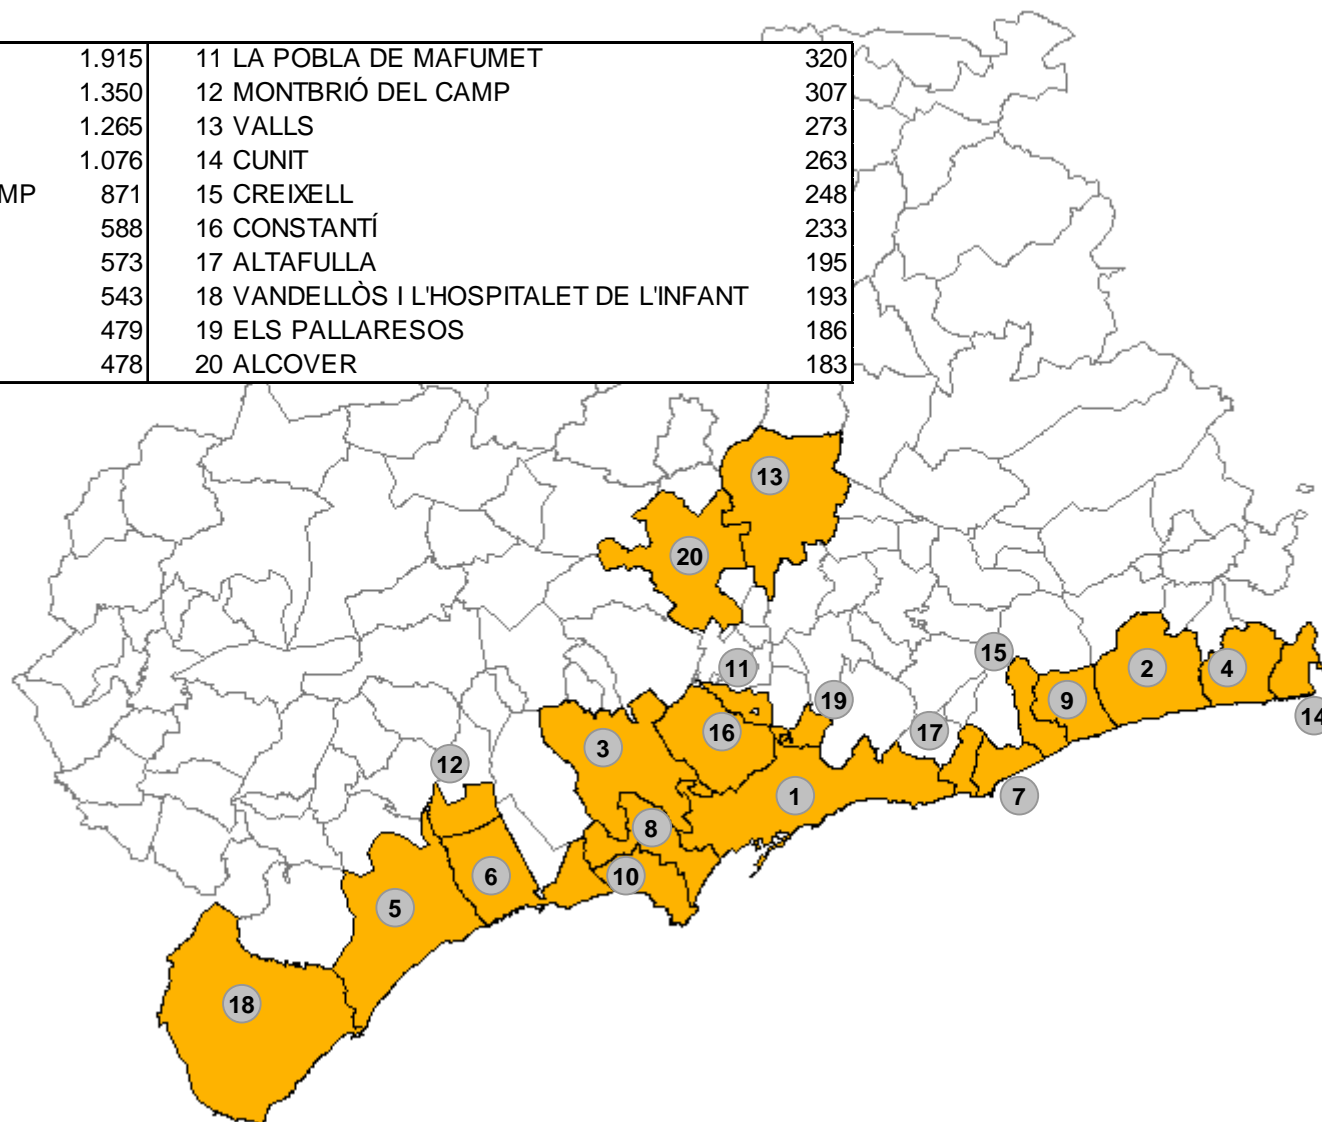 1.915 11 LA POBLA DE MAFUMET 320
1.350 12 MONTBRIÓ DEL CAMP 307
1.265 13 VALLS 273
1.076 14 CUNIT 263
MP 871 15 CREIXELL 248
588 16 CONSTANTÍ 233
573 17 ALTAFULLA 195
543 18 VANDELLÒS I L'HOSPITALET DE L'INFANT 193
479 19 ELS PALLARESOS 186
478 20 ALCOVER 183
13
20
15
11
2
4
19
9
14
17
16
3
12
1
7
8
10
6
5
18